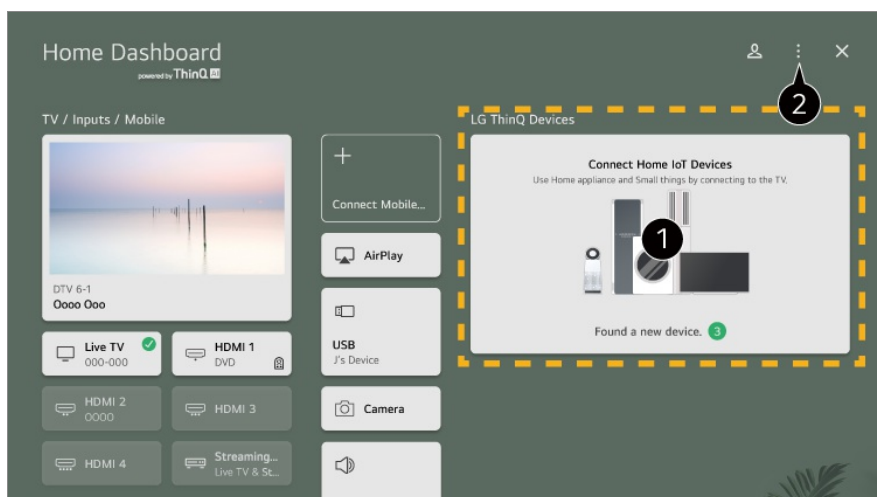 Home Dashboard
powered by ThinQ AI
2
TV / Inputs / Mobile
DTV 6-1
Oooo Ooo
Live TV
000-000
HDMI 1
DVD
HDMI 2
0000
HDMI 3
HDMI 4
Streaming...
Live TV & St...
Connect Mobile...
AirPlay
USB
J's Device
Camera
LG ThinQ Devices
Connect Home IoT Devices
Use Home appliance and Small things by connecting to the TV.
1
Found a new device. 3